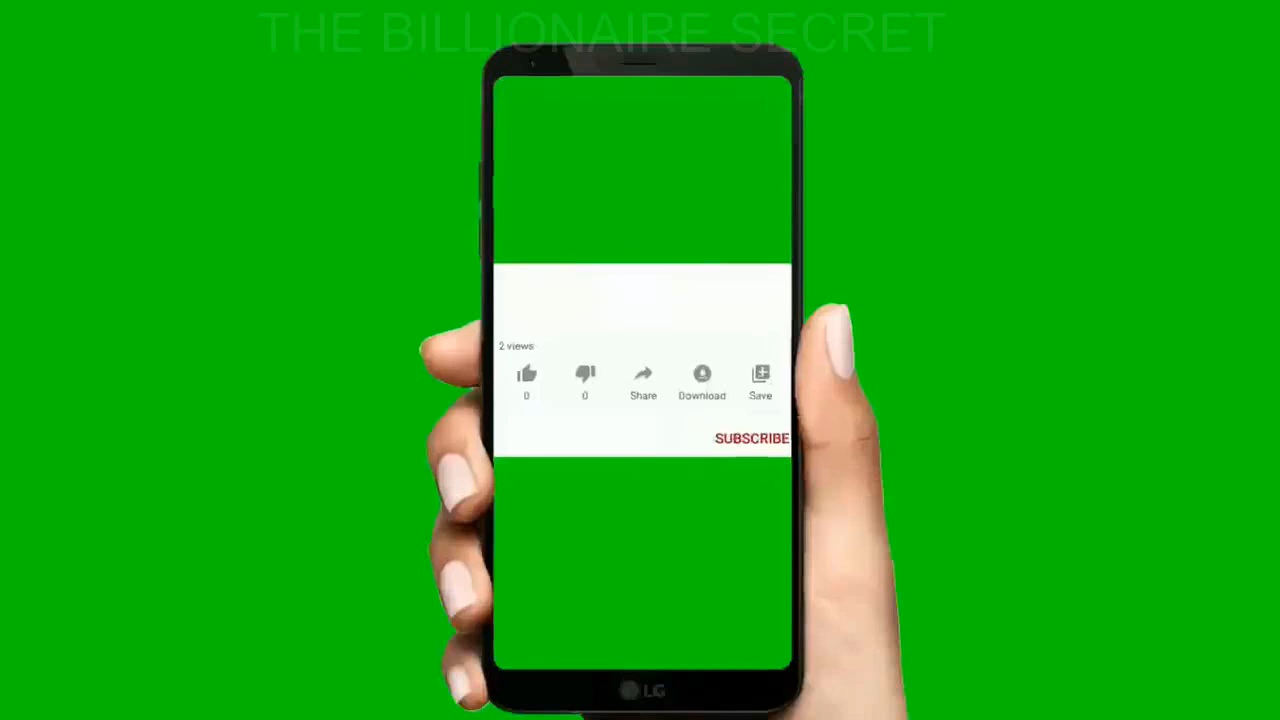 THE BILLIONAIRE SECRET
2 views
0 0 Share Download Save
SUBSCRIBE
LG